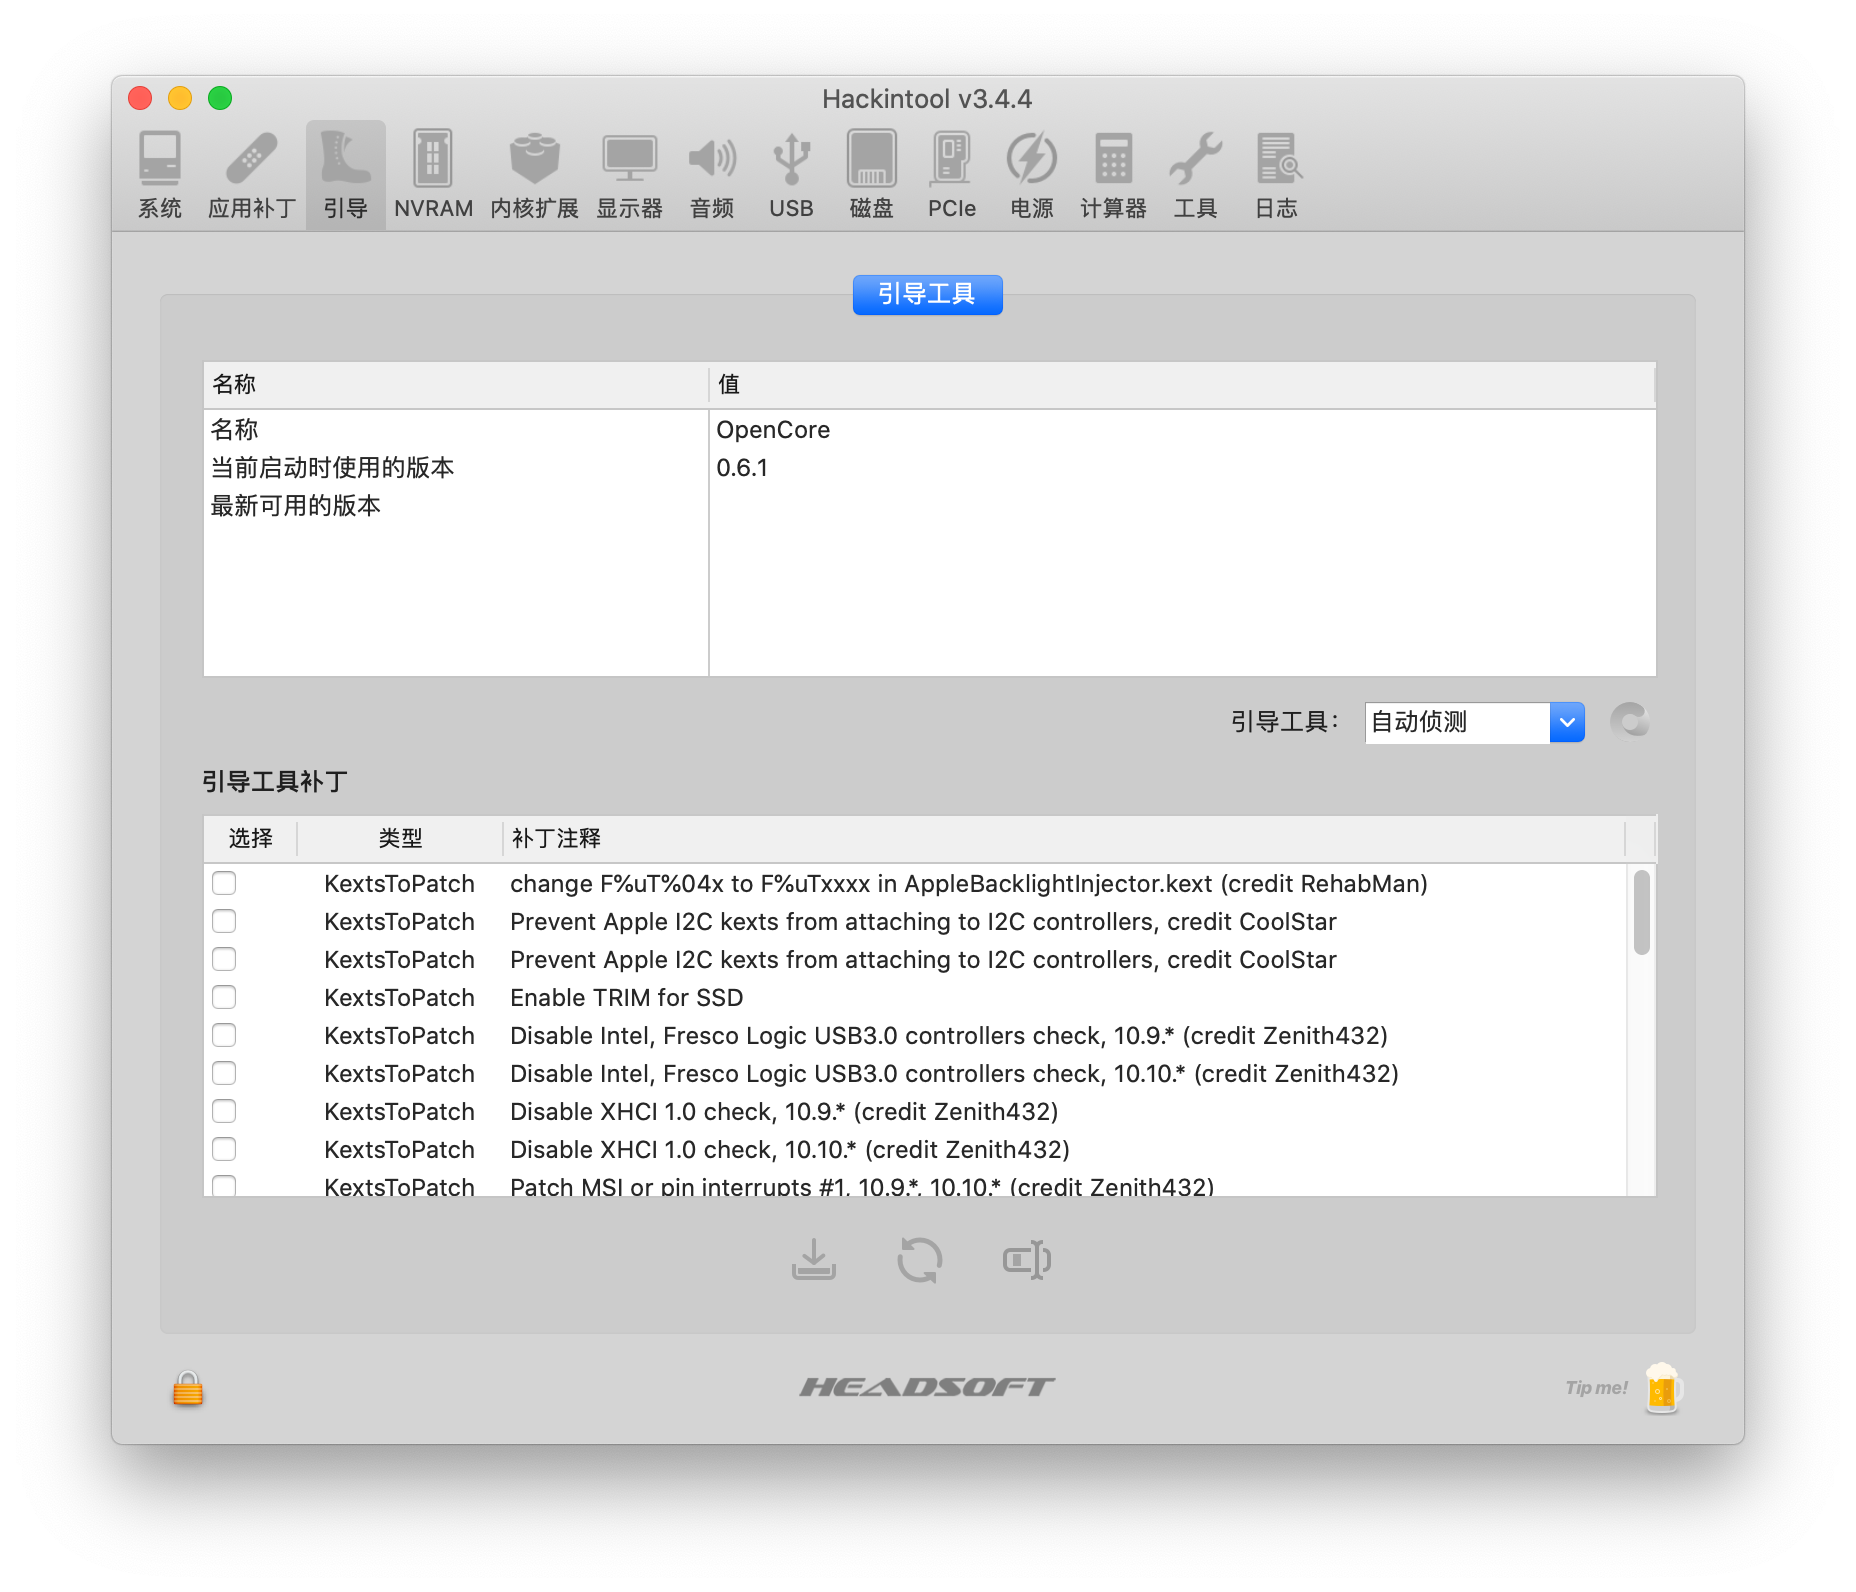 Hackintool v3.4.4
系统 应用补丁 引导 NVRAM 内核扩展 显示器 音频 USB 磁盘 PCIe 电源 计算器 工具 日志
引导工具
名称 值
名称 OpenCore
当前启动时使用的版本 0.6.1
最新可用的版本
引导工具： 自动侦测
引导工具补丁
选择 类型 补丁注释
KextsToPatch change F%uT%04x to F%uTxxxx in AppleBacklightInjector.kext (credit RehabMan)
KextsToPatch Prevent Apple I2C kexts from attaching to I2C controllers, credit CoolStar
KextsToPatch Prevent Apple I2C kexts from attaching to I2C controllers, credit CoolStar
KextsToPatch Enable TRIM for SSD
KextsToPatch Disable Intel, Fresco Logic USB3.0 controllers check, 10.9.* (credit Zenith432)
KextsToPatch Disable Intel, Fresco Logic USB3.0 controllers check, 10.10.* (credit Zenith432)
KextsToPatch Disable XHCI 1.0 check, 10.9.* (credit Zenith432)
KextsToPatch Disable XHCI 1.0 check, 10.10.* (credit Zenith432)
KextsToPatch Patch MSI or pin interrupts #1, 10.9.*, 10.10.* (credit Zenith432)
HEADSOFT
Tip me!